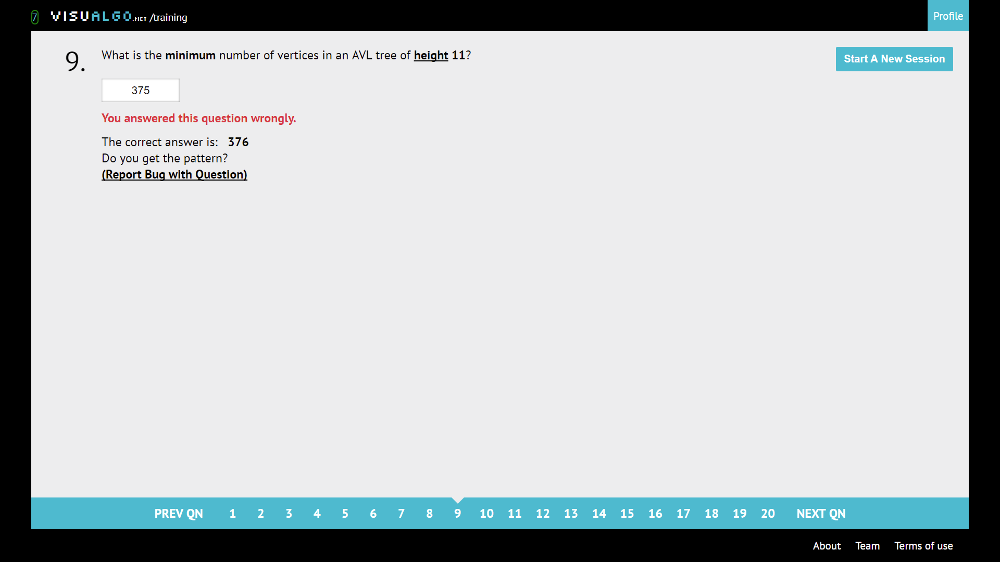 7 VISUALGO.NET /training
Profile
9.
What is the minimum number of vertices in an AVL tree of height 11?
Start A New Session
375
You answered this question wrongly.
The correct answer is: 376
Do you get the pattern?
(Report Bug with Question)
PREV QN 1 2 3 4 5 6 7 8 9 10 11 12 13 14 15 16 17 18 19 20 NEXT QN
About Team Terms of use